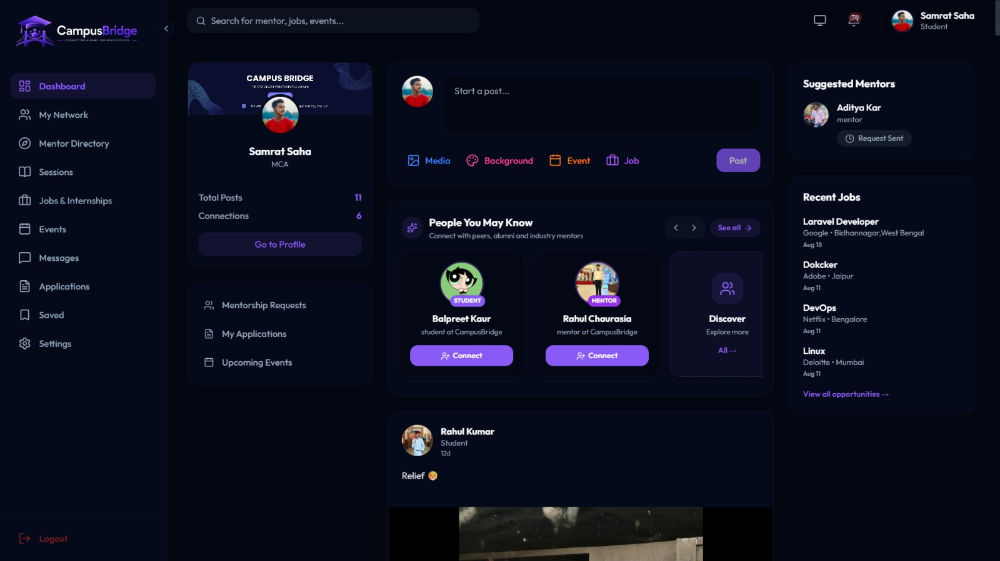 CampusBridge
CONNECTING ALUMNI. INSPIRING FUTURES.
Search for mentor, jobs, events...
Samrat Saha
Student
Dashboard
My Network
Mentor Directory
Sessions
Jobs & Internships
Events
Messages
Applications
Saved
Settings
Logout
CAMPUS BRIDGE
Samrat Saha
MCA
Total Posts 11
Connections 6
Go to Profile
Mentorship Requests
My Applications
Upcoming Events
Start a post...
Media Background Event Job Post
People You May Know
Connect with peers, alumni and industry mentors
See all →
STUDENT
Balpreet Kaur
student at CampusBridge
Connect
MENTOR
Rahul Chaurasia
mentor at CampusBridge
Connect
Discover
Explore more
All →
Rahul Kumar
Student
12d
Relief 😌
Suggested Mentors
Aditya Kar
mentor
Request Sent
Recent Jobs
Laravel Developer
Google • Bidhannagar,West Bengal
Aug 18
Dokcker
Adobe • Jaipur
Aug 11
DevOps
Netflix • Bengalore
Aug 11
Linux
Deloitte • Mumbai
Aug 11
View all opportunities →